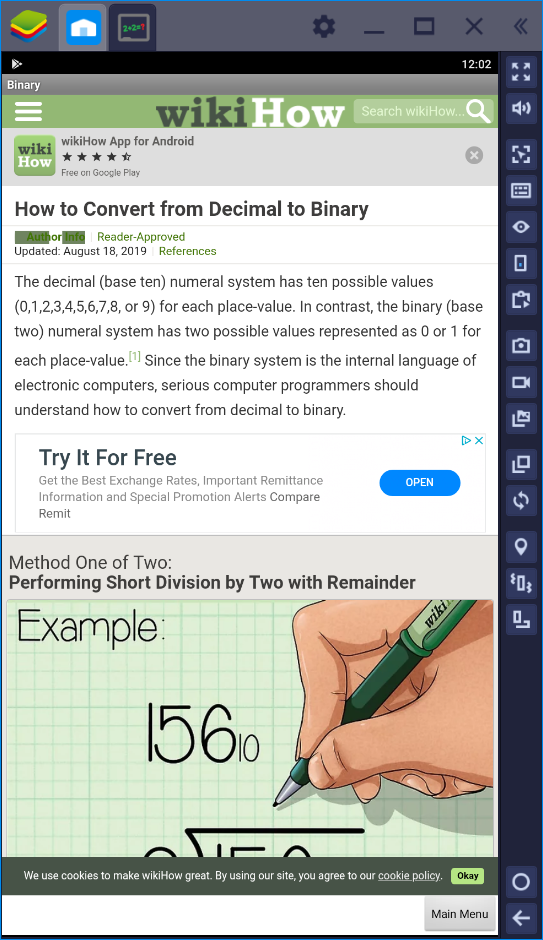 2+2=?
12:02
Binary
wikiHow
Search wikiHow...
wiki
How
wikiHow App for Android
Free on Google Play
How to Convert from Decimal to Binary
Author Info | Reader-Approved
Updated: August 18, 2019 | References
The decimal (base ten) numeral system has ten possible values
(0,1,2,3,4,5,6,7,8, or 9) for each place-value. In contrast, the binary (base
two) numeral system has two possible values represented as 0 or 1 for
each place-value.[1] Since the binary system is the internal language of
electronic computers, serious computer programmers should
understand how to convert from decimal to binary.
Try It For Free
Get the Best Exchange Rates, Important Remittance
Information and Special Promotion Alerts Compare
Remit
OPEN
Method One of Two:
Performing Short Division by Two with Remainder
Example:
wiki
15610
We use cookies to make wikiHow great. By using our site, you agree to our cookie policy.
Okay
Main Menu